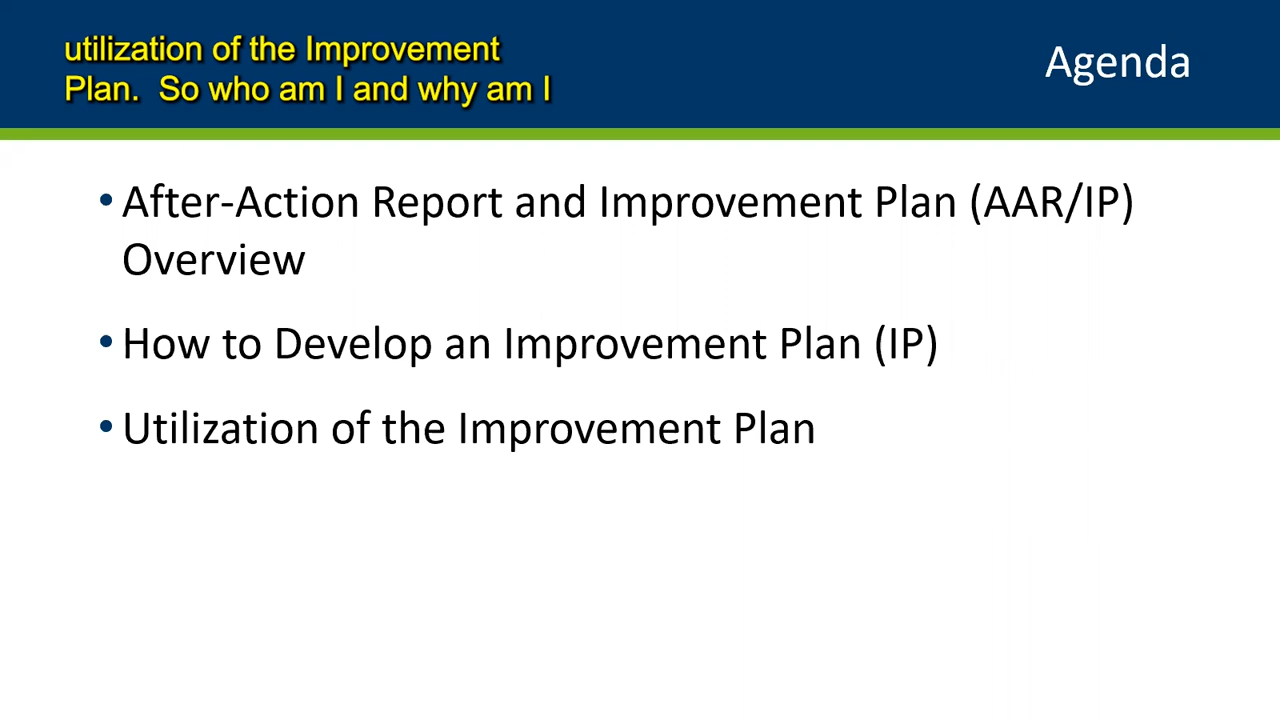 utilization of the Improvement
Plan.  So who am I and why am I
Agenda
• After-Action Report and Improvement Plan (AAR/IP)
Overview
• How to Develop an Improvement Plan (IP)
• Utilization of the Improvement Plan